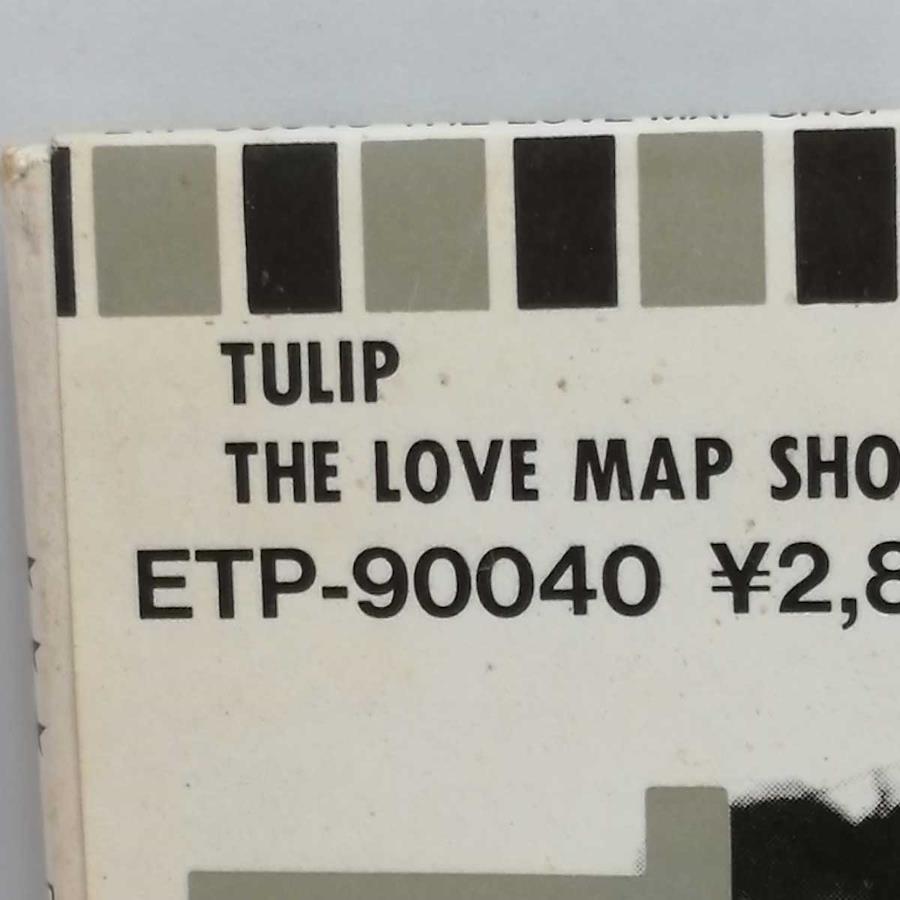 TULIP
THE LOVE MAP SHO
ETP-90040 ¥2,8